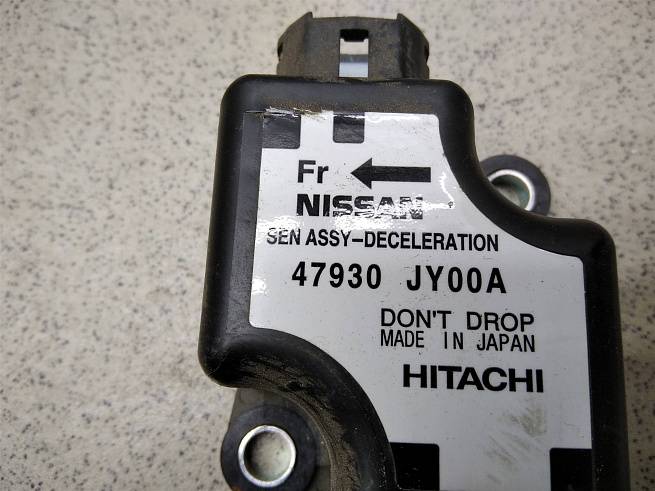 Fr
NISSAN
SEN ASSY-DECELERATION
47930 JY00A
DON'T DROP
MADE IN JAPAN
HITACHI